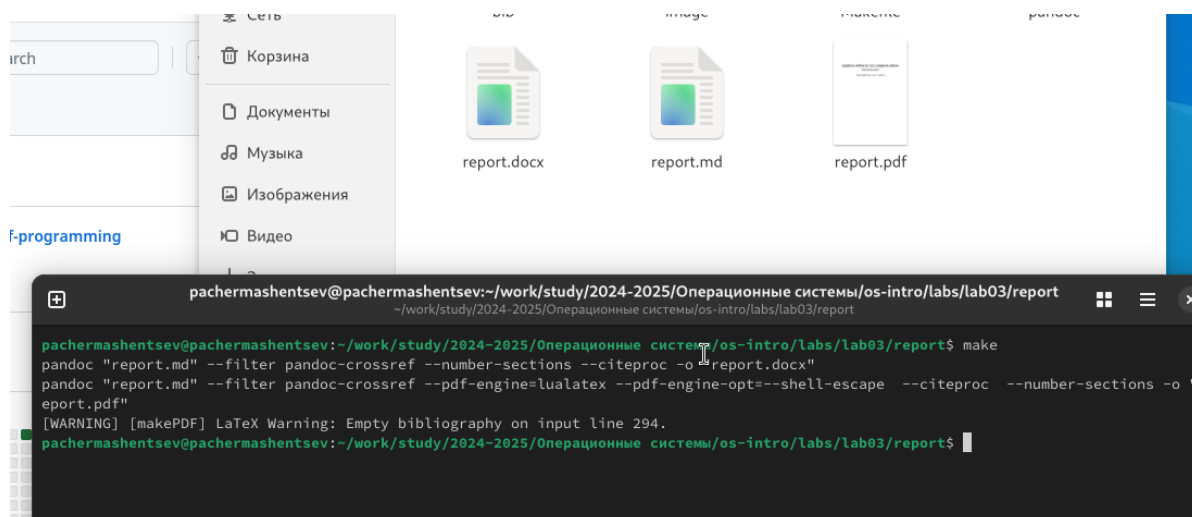 Сеть
bib
image
Makefile
pandoc
arch
Корзина
Документы
Музыка
Изображения
Видео
report.docx
report.md
report.pdf
f-programming
pachermashentsev@pachermashentsev:~/work/study/2024-2025/Операционные системы/os-intro/labs/lab03/report
~/work/study/2024-2025/Операционные системы/os-intro/labs/lab03/report
pachermashentsev@pachermashentsev:~/work/study/2024-2025/Операционные системы/os-intro/labs/lab03/report$ make
pandoc "report.md" --filter pandoc-crossref --number-sections --citeproc -o "report.docx"
pandoc "report.md" --filter pandoc-crossref --pdf-engine=lualatex --pdf-engine-opt=--shell-escape  --citeproc  --number-sections -o "
eport.pdf"
[WARNING] [makePDF] LaTeX Warning: Empty bibliography on input line 294.
pachermashentsev@pachermashentsev:~/work/study/2024-2025/Операционные системы/os-intro/labs/lab03/report$